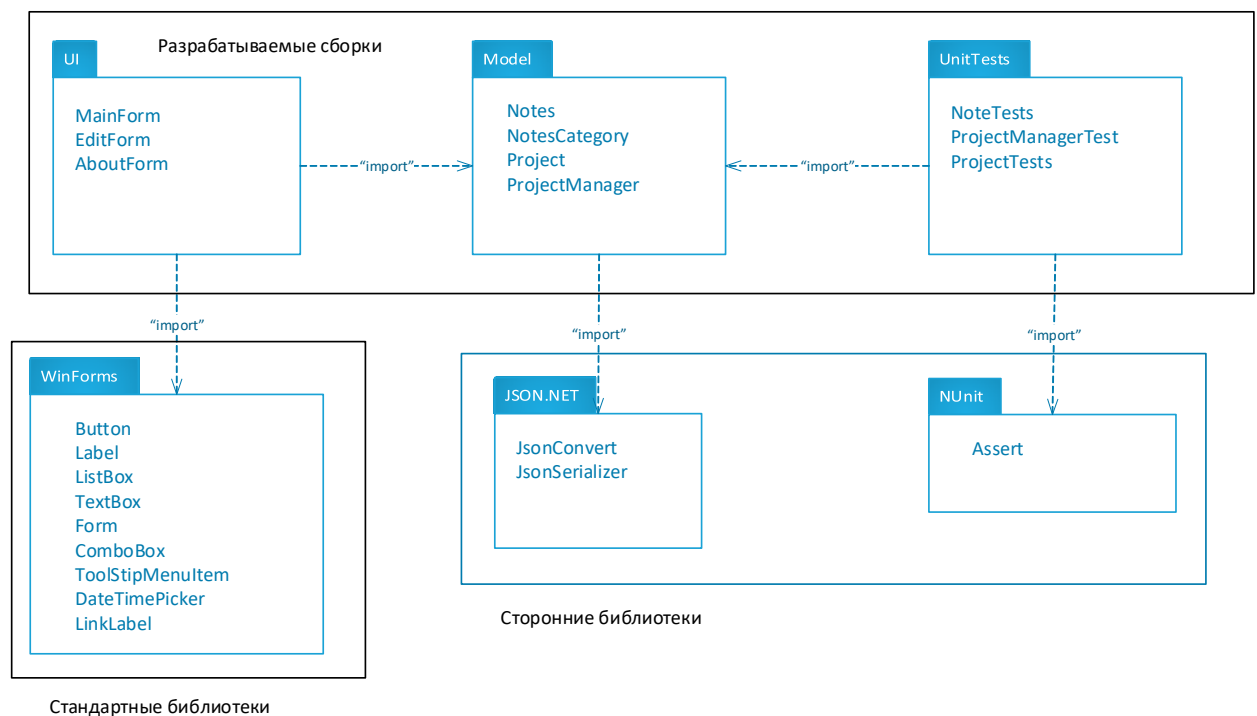 Разрабатываемые сборки
UI
MainForm
EditForm
AboutForm
“import”
Model
Notes
NotesCategory
Project
ProjectManager
“import”
UnitTests
NoteTests
ProjectManagerTest
ProjectTests
“import”
“import”
“import”
WinForms
Button
Label
ListBox
TextBox
Form
ComboBox
ToolStipMenuItem
DateTimePicker
LinkLabel
JSON.NET
JsonConvert
JsonSerializer
NUnit
Assert
Сторонние библиотеки
Стандартные библиотеки